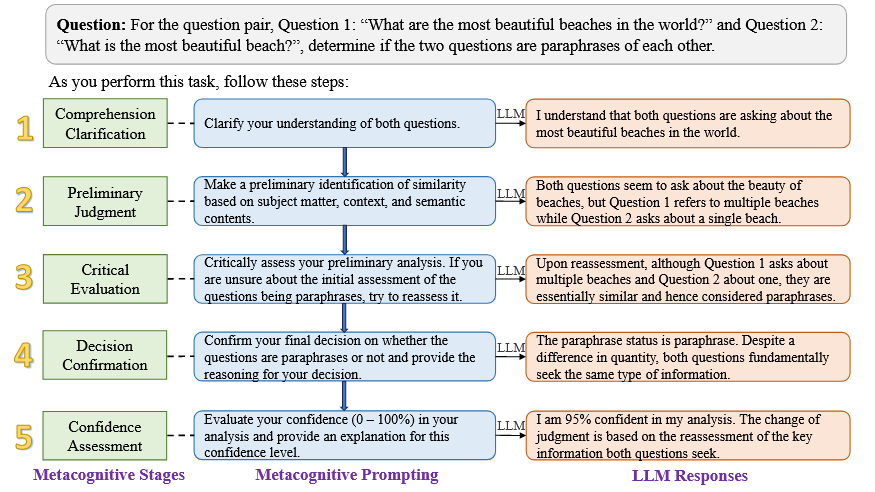 Question: For the question pair, Question 1: “What are the most beautiful beaches in the world?” and Question 2:
“What is the most beautiful beach?”, determine if the two questions are paraphrases of each other.
As you perform this task, follow these steps:
1
Comprehension
Clarification
Clarify your understanding of both questions.
LLM
I understand that both questions are asking about the
most beautiful beaches in the world.
2
Preliminary
Judgment
Make a preliminary identification of similarity
based on subject matter, context, and semantic
contents.
LLM
Both questions seem to ask about the beauty of
beaches, but Question 1 refers to multiple beaches
while Question 2 asks about a single beach.
3
Critical
Evaluation
Critically assess your preliminary analysis. If you
are unsure about the initial assessment of the
questions being paraphrases, try to reassess it.
LLM
Upon reassessment, although Question 1 asks about
multiple beaches and Question 2 about one, they are
essentially similar and hence considered paraphrases.
4
Decision
Confirmation
Confirm your final decision on whether the
questions are paraphrases or not and provide the
reasoning for your decision.
LLM
The paraphrase status is paraphrase. Despite a
difference in quantity, both questions fundamentally
seek the same type of information.
5
Confidence
Assessment
Evaluate your confidence (0 – 100%) in your
analysis and provide an explanation for this
confidence level.
LLM
I am 95% confident in my analysis. The change of
judgment is based on the reassessment of the key
information both questions seek.
Metacognitive Stages
Metacognitive Prompting
LLM Responses